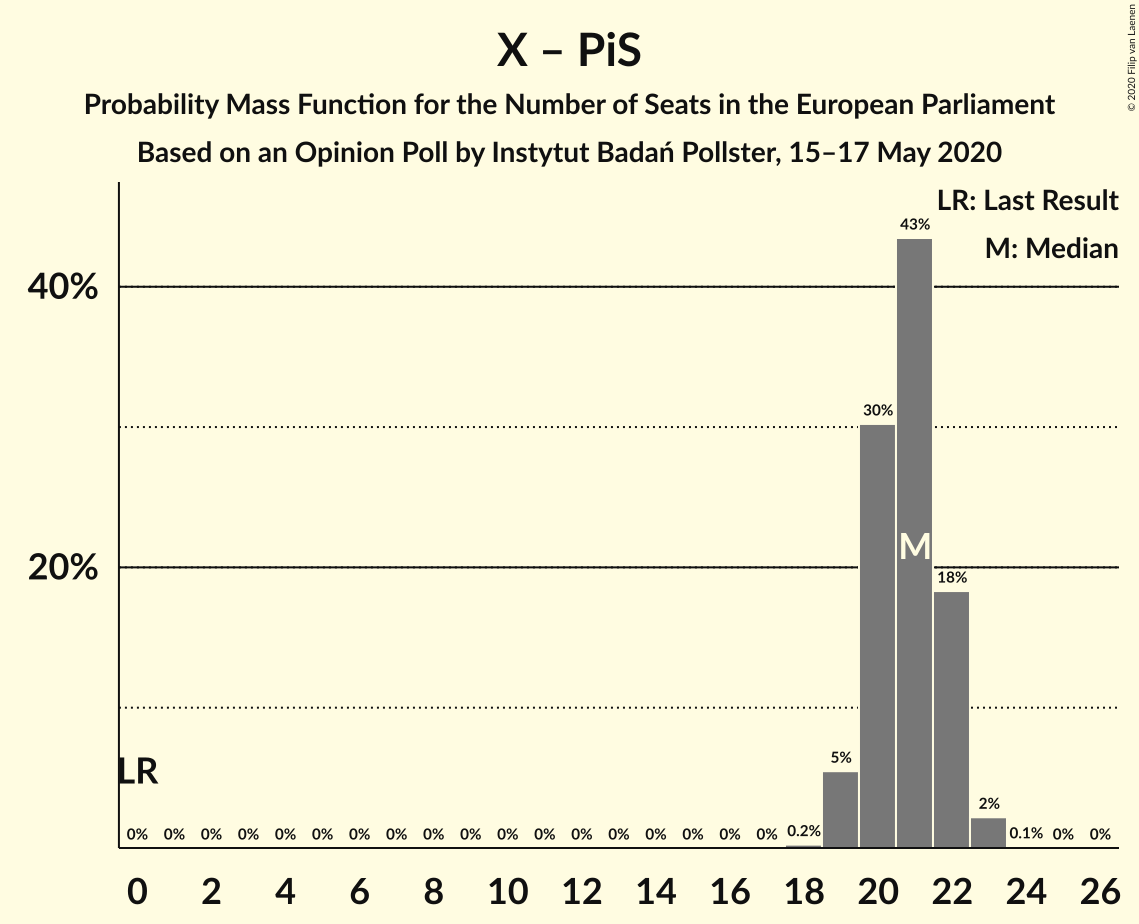 X – PiS
Probability Mass Function for the Number of Seats in the European Parliament
Based on an Opinion Poll by Instytut Badań Pollster, 15–17 May 2020
© 2020 Filip van Laenen
LR: Last Result
M: Median
43%
40%
30%
M
20%
18%
LR
5%
2%
0% 0% 0% 0% 0% 0% 0% 0% 0% 0% 0% 0% 0% 0% 0% 0% 0% 0% 0.2% 0.1% 0% 0%
0 2 4 6 8 10 12 14 16 18 20 22 24 26